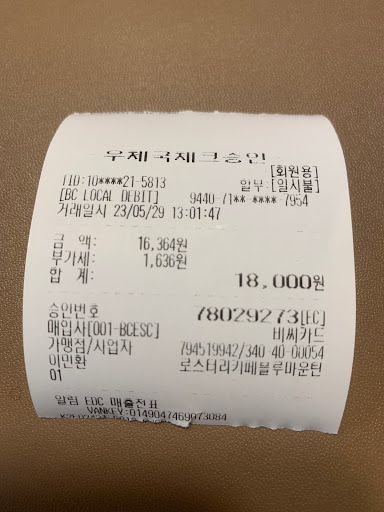 우체국체크승인
[회원용]
TID:10****21-5813
할부:[일시불]
[BC LOCAL DEBIT] 9440-71**-****-7954
거래일시 23/05/29 13:01:47
금 액: 16,364원
부가세: 1,636원
합 계: 18,000원
승인번호 78029273[EC]
매입사[001-BCESC] 비씨카드
가맹점/사업자 794519942/340-40-00054
이민환 로스터리카페블루마운틴
01
알림 EDC 매출전표
VANKEY:0149047469073084